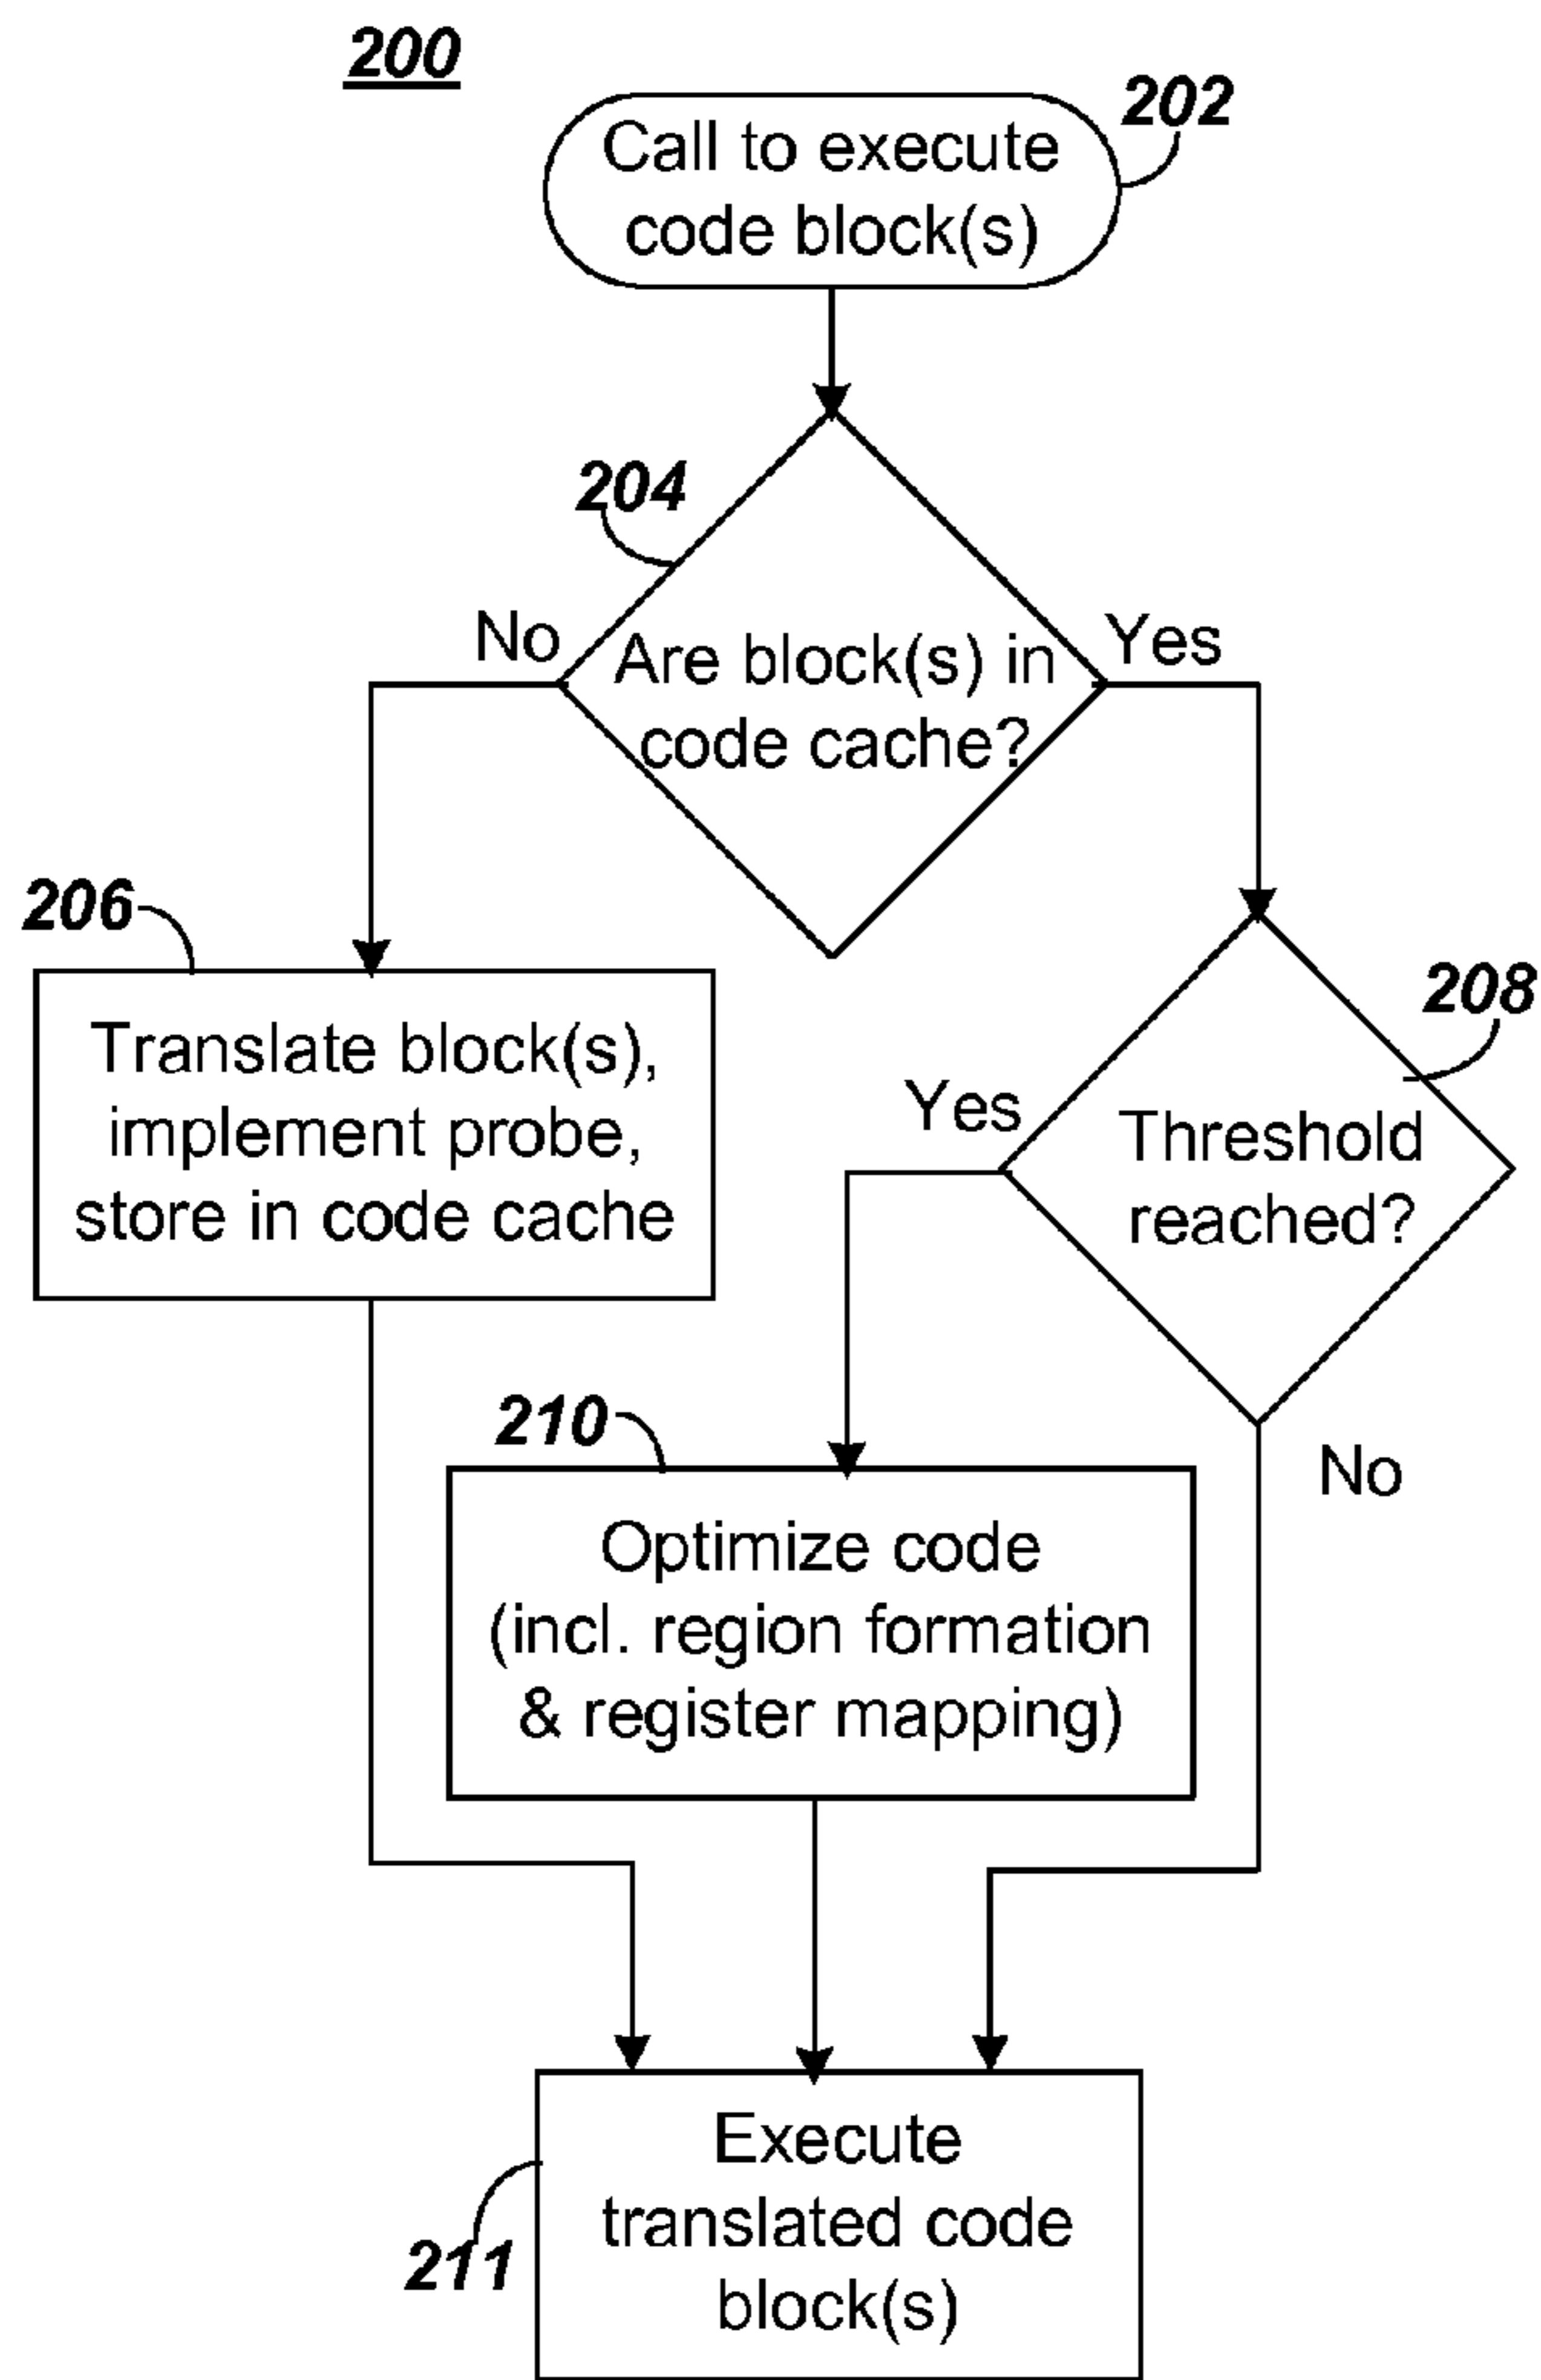 200
202
Call to execute
code block(s)
204
No
Yes
Are block(s) in
code cache?
206
Translate block(s),
implement probe,
store in code cache
208
Yes
Threshold
reached?
No
210
Optimize code
(incl. region formation
& register mapping)
Execute
translated code
block(s)
211